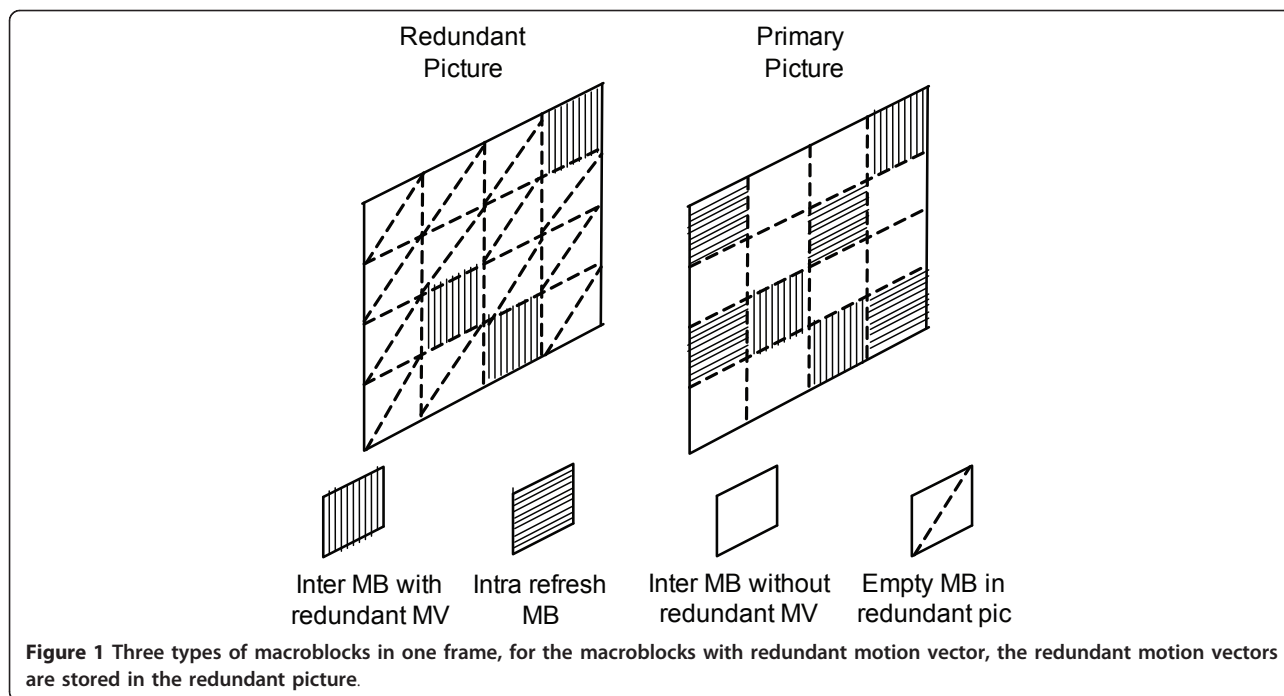 Redundant
Picture
Primary
Picture
Inter MB with
redundant MV
Intra refresh
MB
Inter MB without
redundant MV
Empty MB in
redundant pic
Figure 1 Three types of macroblocks in one frame, for the macroblocks with redundant motion vector, the redundant motion vectors
are stored in the redundant picture.